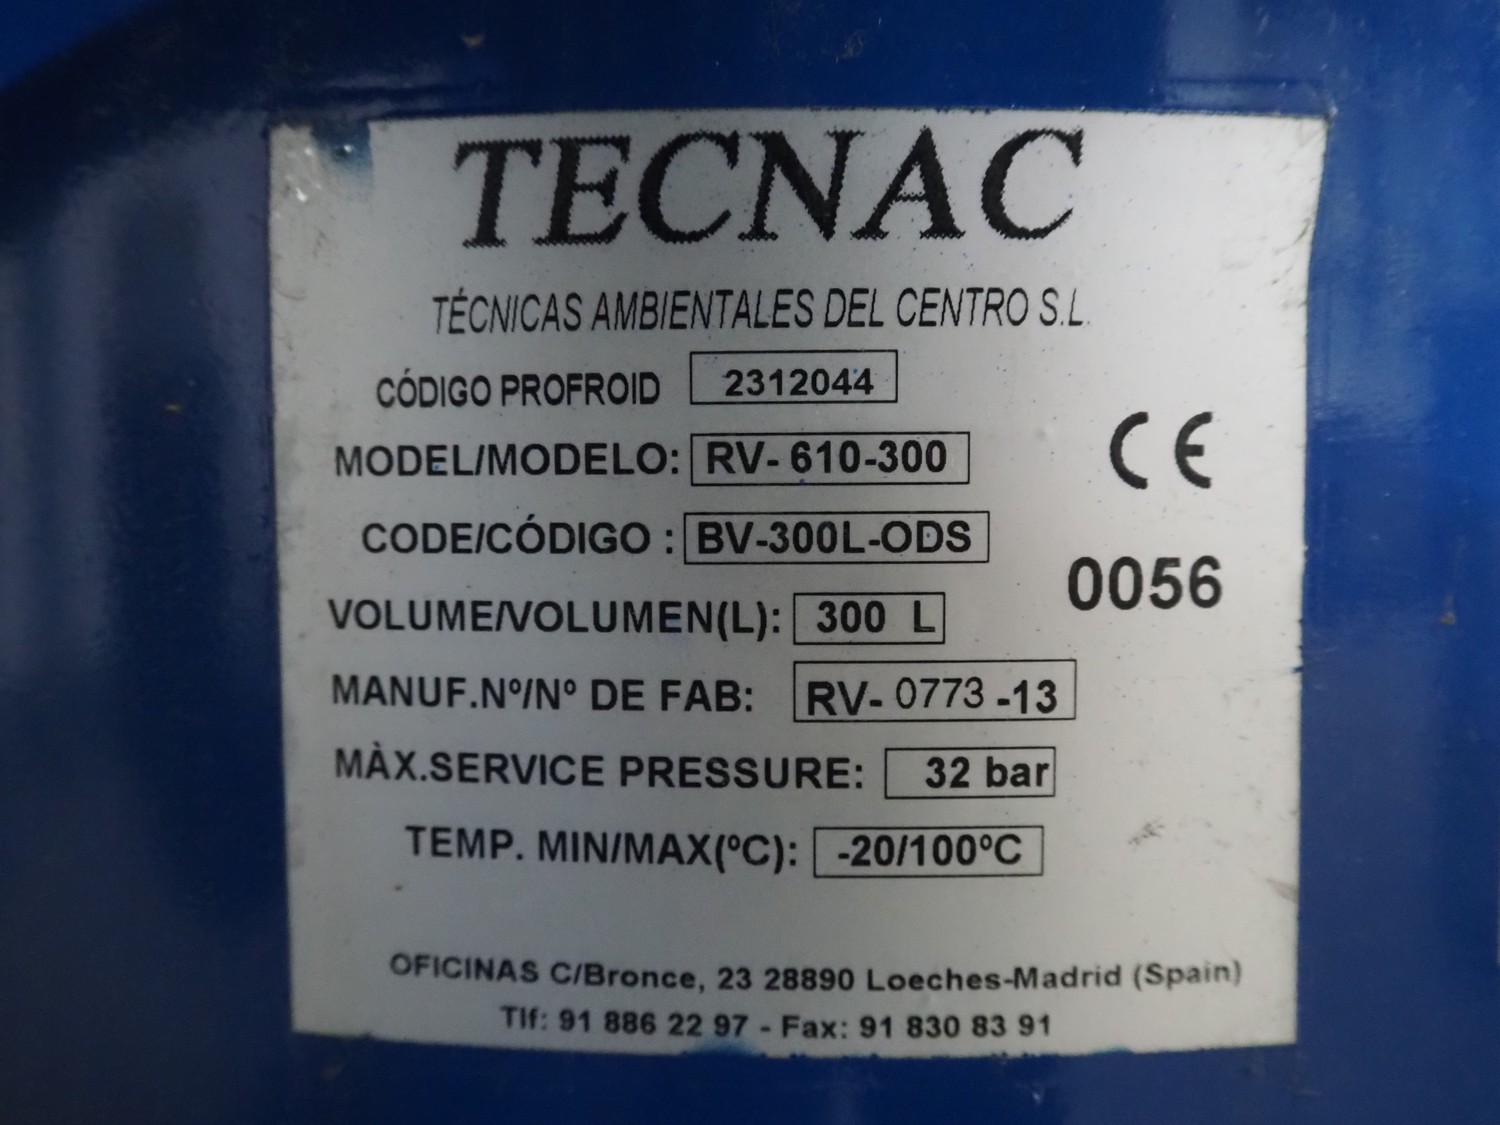 TECNAC
TÉCNICAS AMBIENTALES DEL CENTRO S.L.
CÓDIGO PROFROID 2312044
MODEL/MODELO: RV- 610-300
CE
CODE/CÓDIGO : BV-300L-ODS
0056
VOLUME/VOLUMEN(L): 300 L
MANUF.Nº/Nº DE FAB: RV- 0773 -13
MÀX.SERVICE PRESSURE: 32 bar
TEMP. MIN/MAX(ºC): -20/100ºC
OFICINAS C/Bronce, 23 28890 Loeches-Madrid (Spain)
Tlf: 91 886 22 97 - Fax: 91 830 83 91